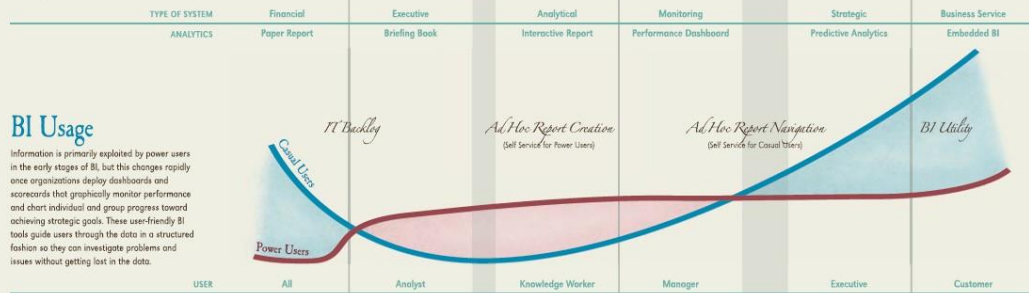 TYPE OF SYSTEM Financial Executive Analytical Monitoring Strategic Business Service
ANALYTICS Paper Report Briefing Book Interactive Report Performance Dashboard Predictive Analytics Embedded BI
BI Usage
Information is primarily exploited by power users
in the early stages of BI, but this changes rapidly
once organizations deploy dashboards and
scorecards that graphically monitor performance
and chart individual and group progress toward
achieving strategic goals. These user-friendly BI
tools guide users through the data in a structured
fashion so they can investigate problems and
issues without getting lost in the data.
IT Backlog
Ad Hoc Report Creation
(Self Service for Power Users)
Ad Hoc Report Navigation
(Self Service for Casual Users)
BI Utility
Casual Users
Power Users
USER All Analyst Knowledge Worker Manager Executive Customer